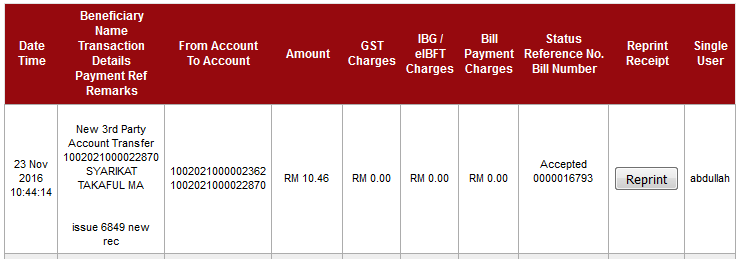 Date
Time
Beneficiary
Name
Transaction
Details
Payment Ref
Remarks
From Account
To Account
Amount
GST
Charges
IBG /
eIBFT
Charges
Bill
Payment
Charges
Status
Reference No.
Bill Number
Reprint
Receipt
Single
User
23 Nov
2016
10:44:14
New 3rd Party
Account Transfer
1002021000022870
SYARIKAT
TAKAFUL MA
issue 6849 new
rec
1002021000002362
1002021000022870
RM 10.46
RM 0.00
RM 0.00
RM 0.00
Accepted
0000016793
Reprint
abdullah